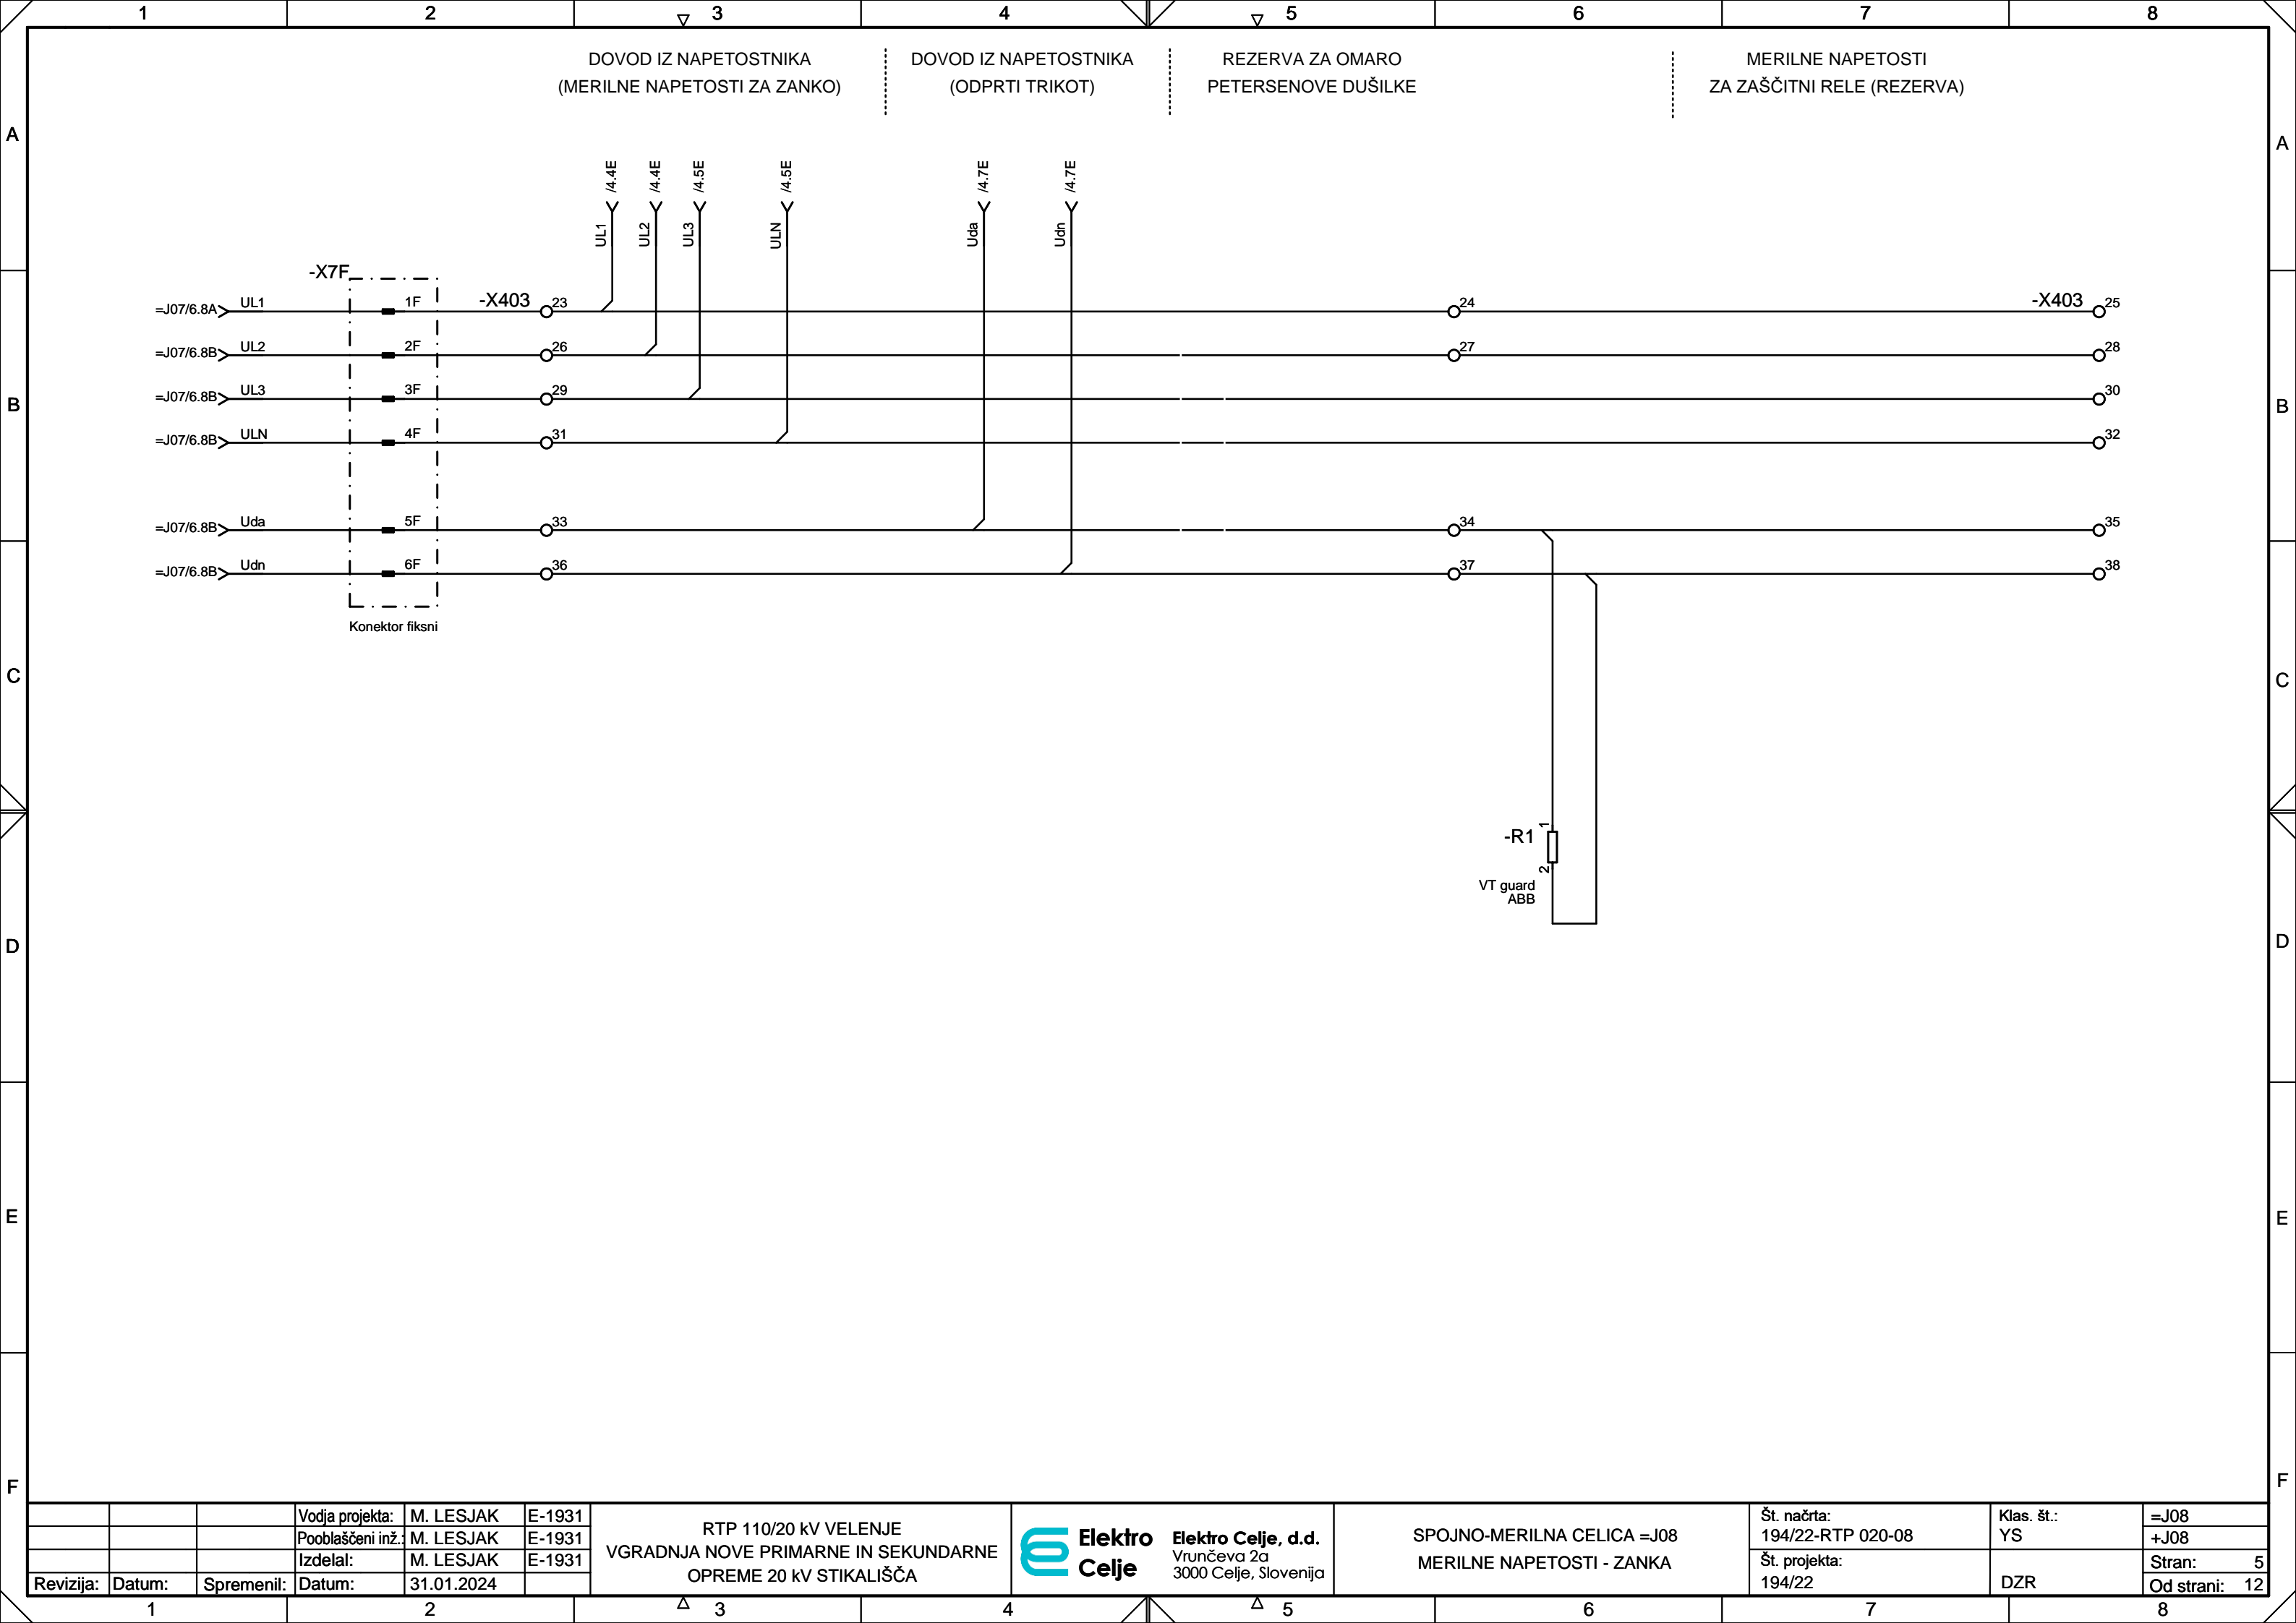 1 2 3 4 5 6 7 8
DOVOD IZ NAPETOSTNIKA
(MERILNE NAPETOSTI ZA ZANKO)
DOVOD IZ NAPETOSTNIKA
(ODPRTI TRIKOT)
REZERVA ZA OMARO
PETERSENOVE DUŠILKE
MERILNE NAPETOSTI
ZA ZAŠČITNI RELE (REZERVA)
A A
/4.4E /4.4E /4.5E /4.5E /4.7E /4.7E
UL1 UL2 UL3 ULN Uda Udn
-X7F
=J07/6.8A UL1 1F -X403 23 24 -X403 25
=J07/6.8B UL2 2F 26 27 28
=J07/6.8B UL3 3F 29 30
B B
=J07/6.8B ULN 4F 31 32
=J07/6.8B Uda 5F 33 34 35
=J07/6.8B Udn 6F 36 37 38
Konektor fiksni
C C
-R1 1
2
VT guard
ABB
D D
E E
F F
Vodja projekta: M. LESJAK E-1931
Pooblaščeni inž.: M. LESJAK E-1931
Izdelal: M. LESJAK E-1931
Revizija: Datum: Spremenil: Datum: 31.01.2024
RTP 110/20 kV VELENJE
VGRADNJA NOVE PRIMARNE IN SEKUNDARNE
OPREME 20 kV STIKALIŠČA
Elektro
Celje
Elektro Celje, d.d.
Vrunčeva 2a
3000 Celje, Slovenija
SPOJNO-MERILNA CELICA =J08
MERILNE NAPETOSTI - ZANKA
Št. načrta:
194/22-RTP 020-08
Št. projekta:
194/22
Klas. št.:
YS
DZR
=J08
+J08
Stran: 5
Od strani: 12
1 2 3 4 5 6 7 8